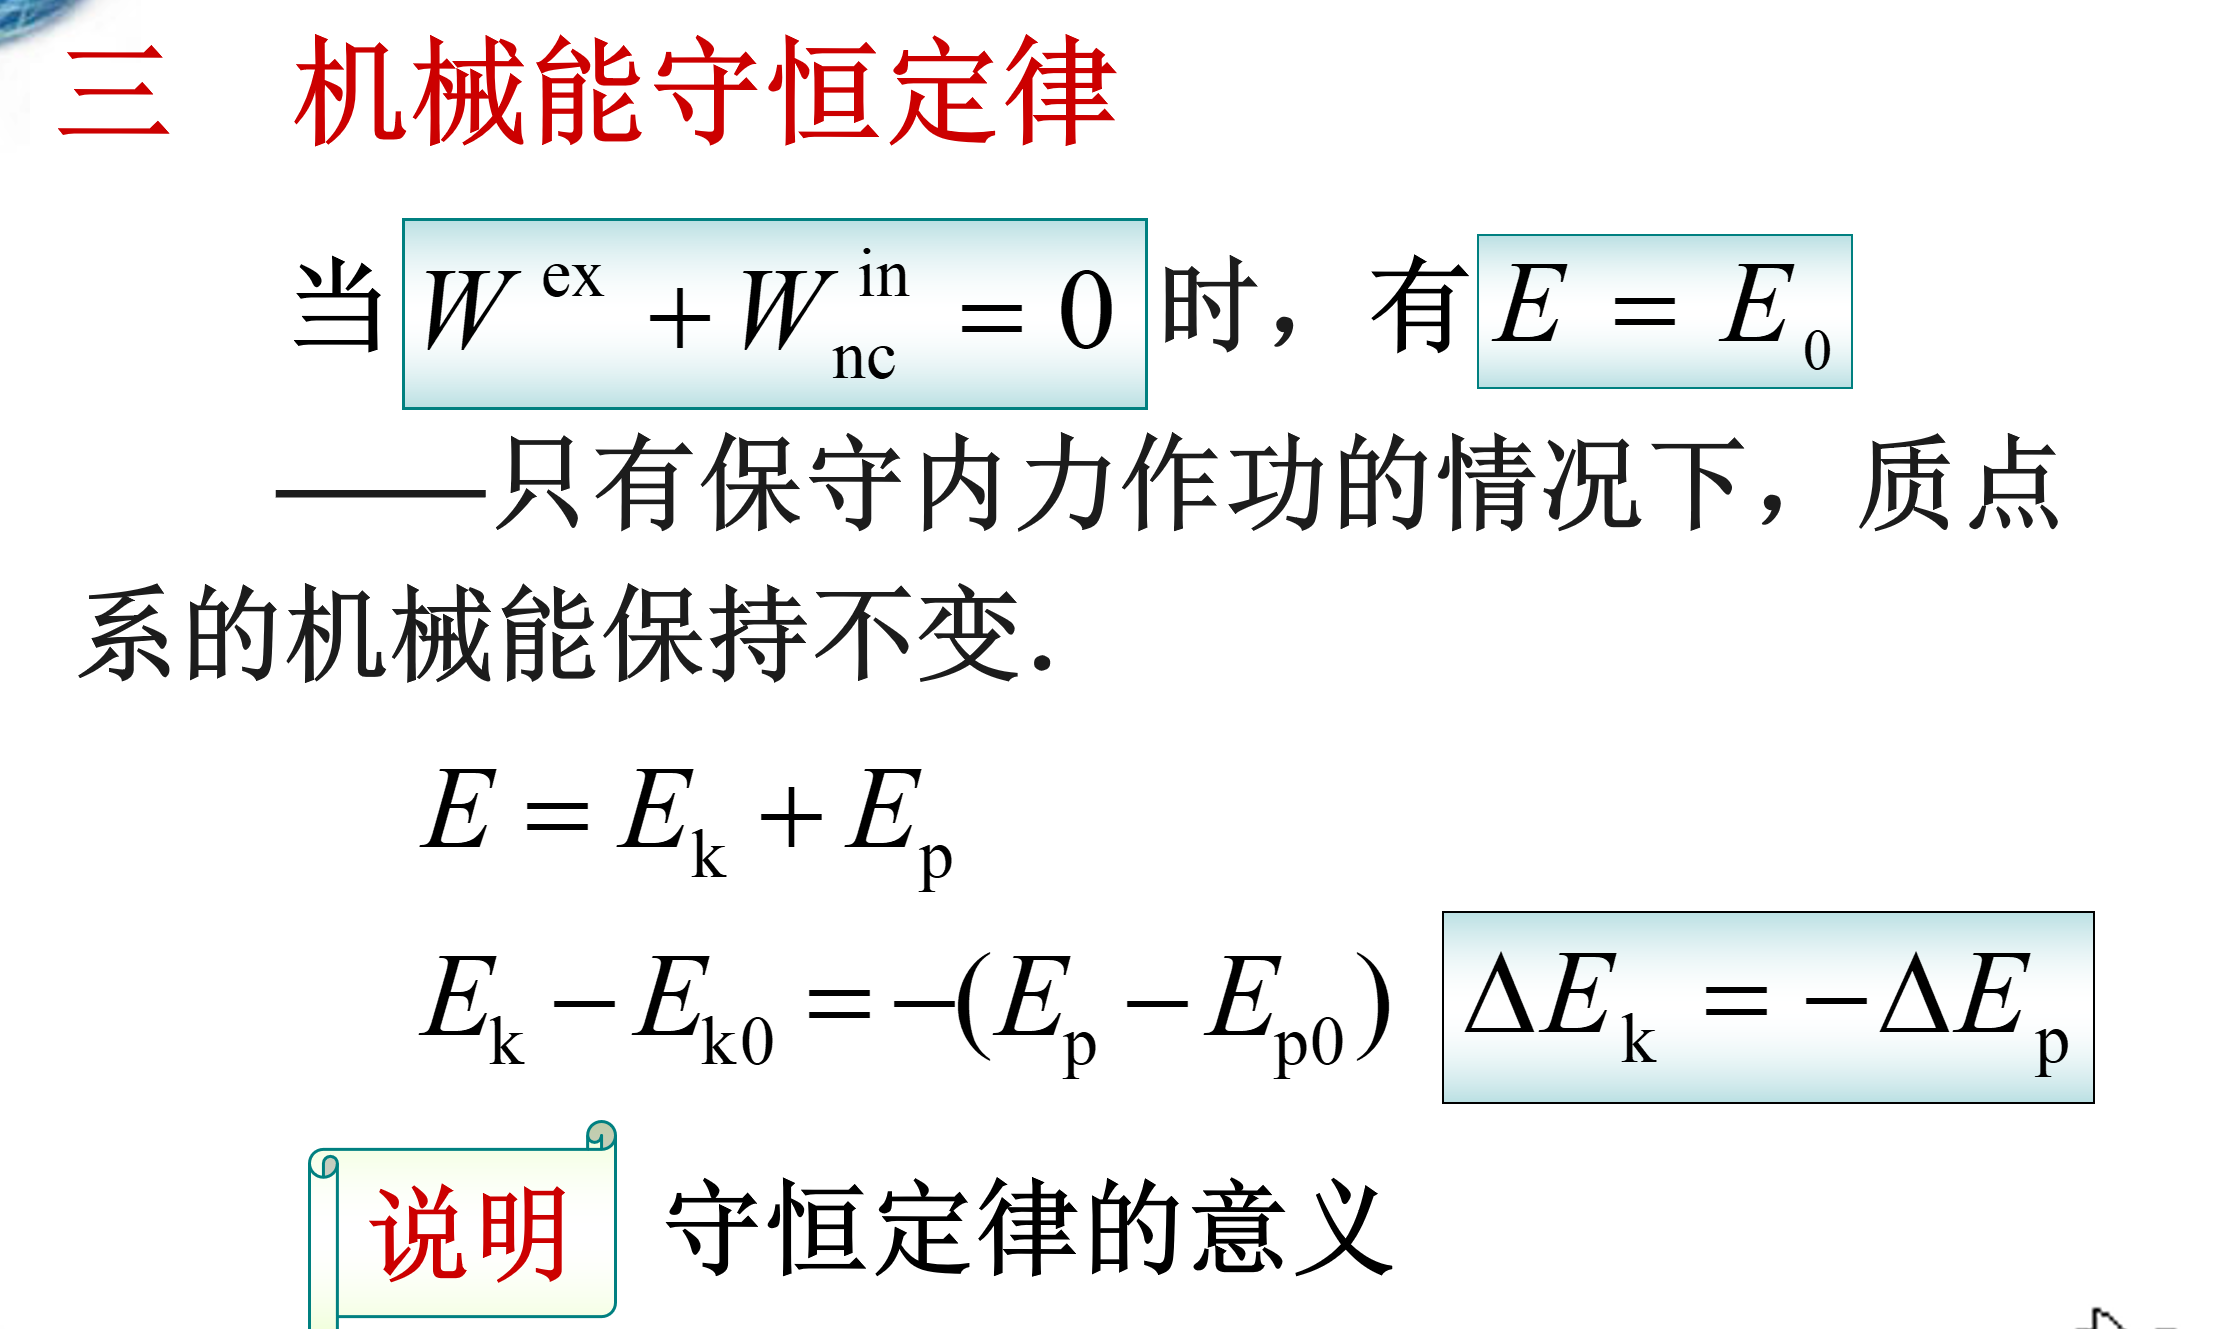 三 机械能守恒定律
当 W^ex + W_nc^in = 0 时，有 E = E_0
——只有保守内力作功的情况下，质点
系的机械能保持不变．
E = E_k + E_p
E_k − E_k0 = −(E_p − E_p0) ΔE_k = −ΔE_p
说明 守恒定律的意义